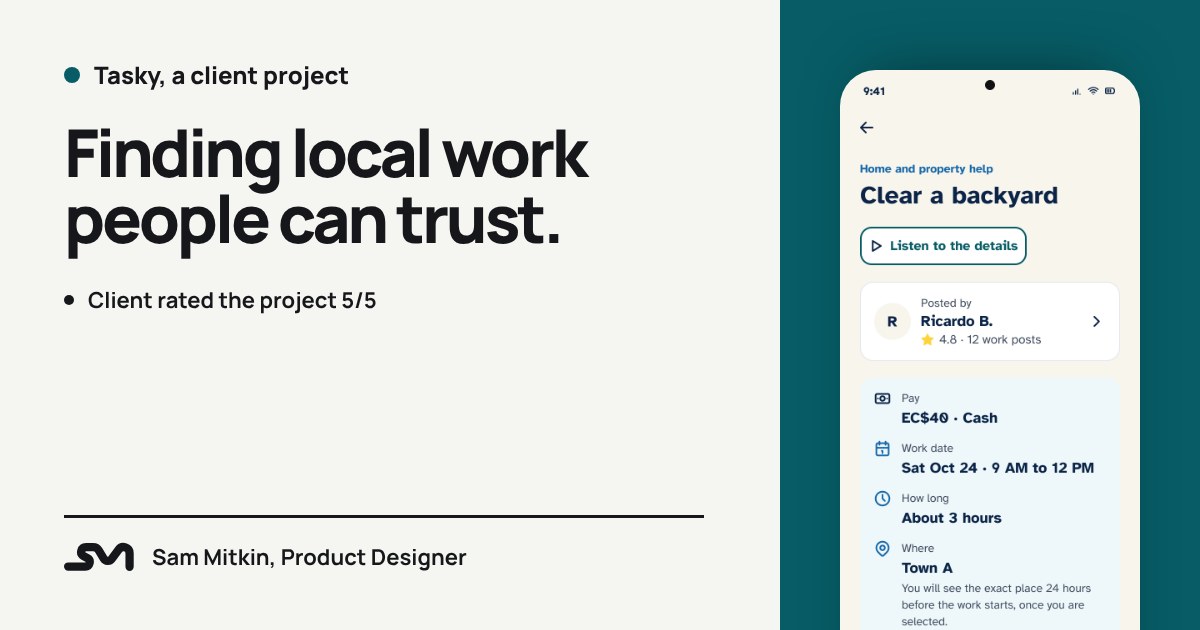 Tasky, a client project
Finding local work
people can trust.
Client rated the project 5/5
SM
Sam Mitkin, Product Designer
9:41
Home and property help
Clear a backyard
Listen to the details
R
Posted by
Ricardo B.
4.8 · 12 work posts
Pay
EC$40 · Cash
Work date
Sat Oct 24 · 9 AM to 12 PM
How long
About 3 hours
Where
Town A
You will see the exact place 24 hours
before the work starts, once you are
selected.